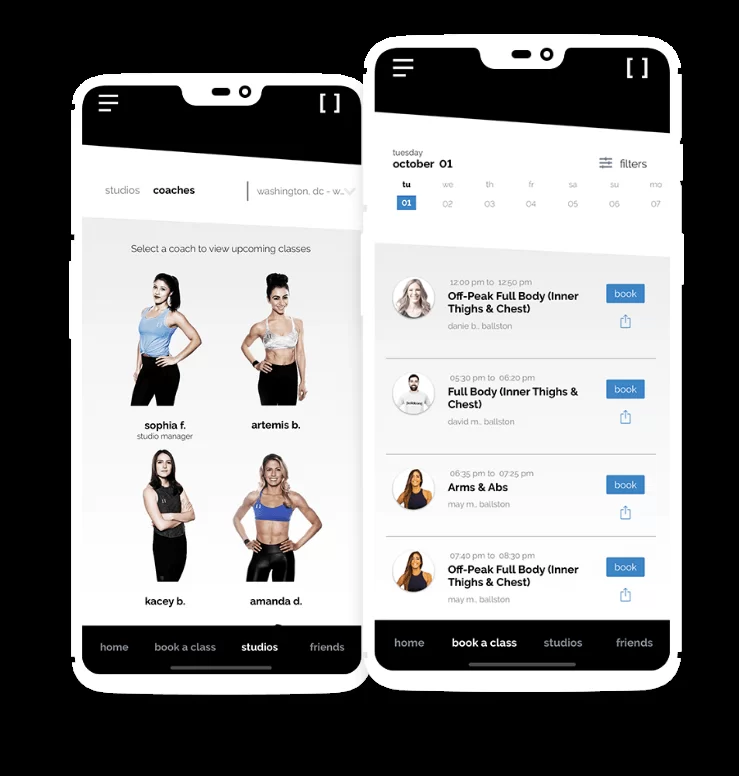 [ ]
studios coaches washington, dc - w..
Select a coach to view upcoming classes
sophia f.
studio manager
artemis b.
kacey b.
amanda d.
home book a class studios friends
[ ]
tuesday
october 01
filters
tu we th fr sa su mo
01 02 03 04 05 06 07
12:00 pm to 12:50 pm
Off-Peak Full Body (Inner
Thighs & Chest)
danie b., ballston
book
05:30 pm to 06:20 pm
Full Body (Inner Thighs &
Chest)
david m., ballston
book
06:35 pm to 07:25 pm
Arms & Abs
may m., ballston
book
07:40 pm to 08:30 pm
Off-Peak Full Body (Inner
Thighs & Chest)
may m., ballston
book
home book a class studios friends